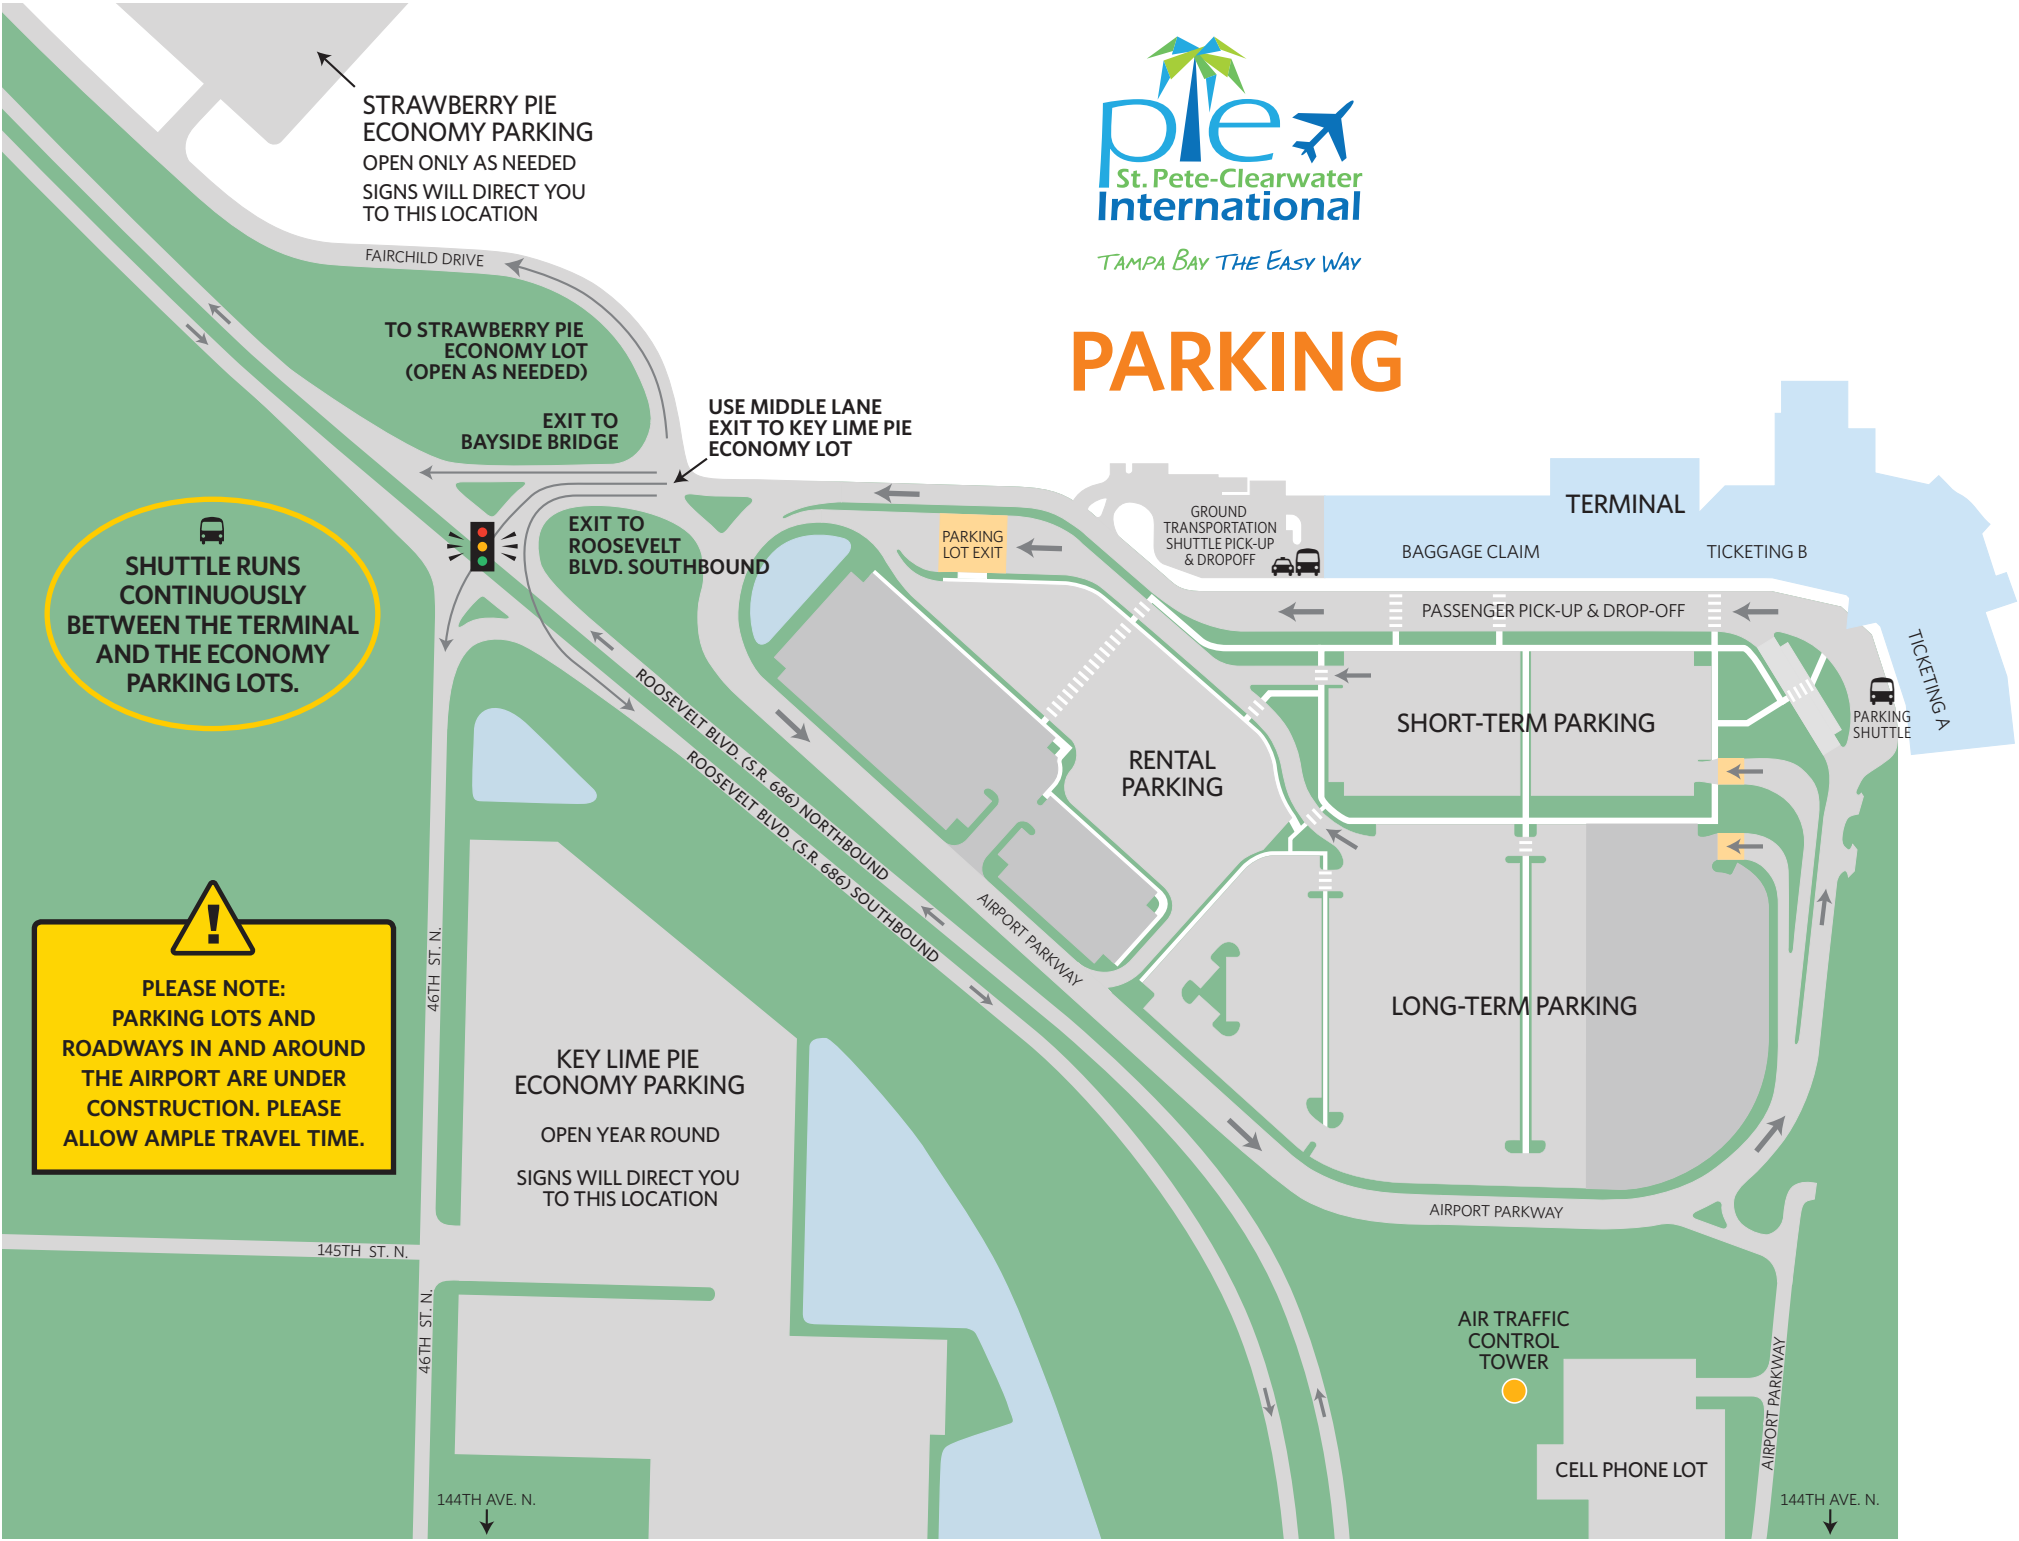 STRAWBERRY PIE
ECONOMY PARKING
OPEN ONLY AS NEEDED
SIGNS WILL DIRECT YOU
TO THIS LOCATION
pie
St. Pete-Clearwater
International
TAMPA BAY THE EASY WAY
PARKING
FAIRCHILD DRIVE
TO STRAWBERRY PIE
ECONOMY LOT
(OPEN AS NEEDED)
EXIT TO
BAYSIDE BRIDGE
USE MIDDLE LANE
EXIT TO KEY LIME PIE
ECONOMY LOT
EXIT TO
ROOSEVELT
BLVD. SOUTHBOUND
PARKING
LOT EXIT
GROUND
TRANSPORTATION
SHUTTLE PICK-UP
& DROPOFF
TERMINAL
BAGGAGE CLAIM
TICKETING B
PASSENGER PICK-UP & DROP-OFF
TICKETING A
PARKING
SHUTTLE
SHUTTLE RUNS
CONTINUOUSLY
BETWEEN THE TERMINAL
AND THE ECONOMY
PARKING LOTS.
ROOSEVELT BLVD. (S.R. 686) NORTHBOUND
ROOSEVELT BLVD. (S.R. 686) SOUTHBOUND
SHORT-TERM PARKING
RENTAL
PARKING
AIRPORT PARKWAY
LONG-TERM PARKING
46TH ST. N.
!
PLEASE NOTE:
PARKING LOTS AND
ROADWAYS IN AND AROUND
THE AIRPORT ARE UNDER
CONSTRUCTION. PLEASE
ALLOW AMPLE TRAVEL TIME.
KEY LIME PIE
ECONOMY PARKING
OPEN YEAR ROUND
SIGNS WILL DIRECT YOU
TO THIS LOCATION
AIRPORT PARKWAY
145TH ST. N.
46TH ST. N.
AIR TRAFFIC
CONTROL
TOWER
AIRPORT PARKWAY
CELL PHONE LOT
144TH AVE. N.
144TH AVE. N.